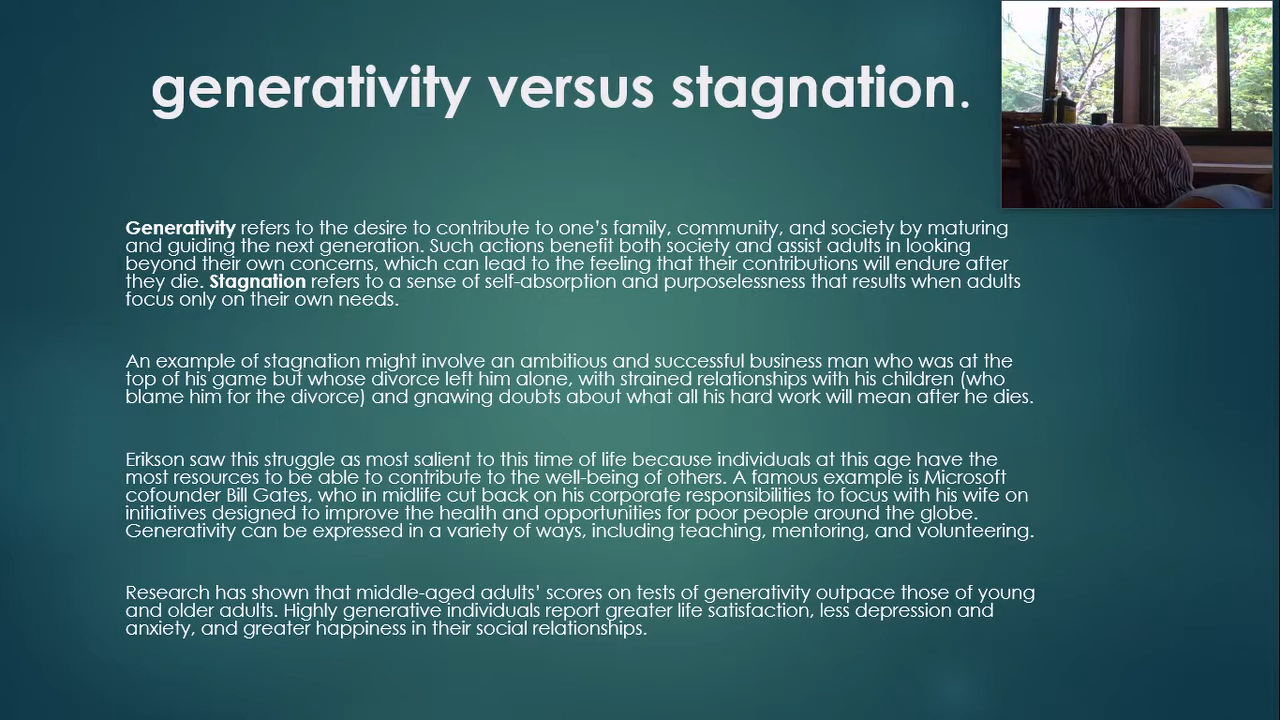 generativity versus stagnation.
Generativity refers to the desire to contribute to one’s family, community, and society by maturing
and guiding the next generation. Such actions benefit both society and assist adults in looking
beyond their own concerns, which can lead to the feeling that their contributions will endure after
they die. Stagnation refers to a sense of self-absorption and purposelessness that results when adults
focus only on their own needs.
An example of stagnation might involve an ambitious and successful business man who was at the
top of his game but whose divorce left him alone, with strained relationships with his children (who
blame him for the divorce) and gnawing doubts about what all his hard work will mean after he dies.
Erikson saw this struggle as most salient to this time of life because individuals at this age have the
most resources to be able to contribute to the well-being of others. A famous example is Microsoft
cofounder Bill Gates, who in midlife cut back on his corporate responsibilities to focus with his wife on
initiatives designed to improve the health and opportunities for poor people around the globe.
Generativity can be expressed in a variety of ways, including teaching, mentoring, and volunteering.
Research has shown that middle-aged adults’ scores on tests of generativity outpace those of young
and older adults. Highly generative individuals report greater life satisfaction, less depression and
anxiety, and greater happiness in their social relationships.